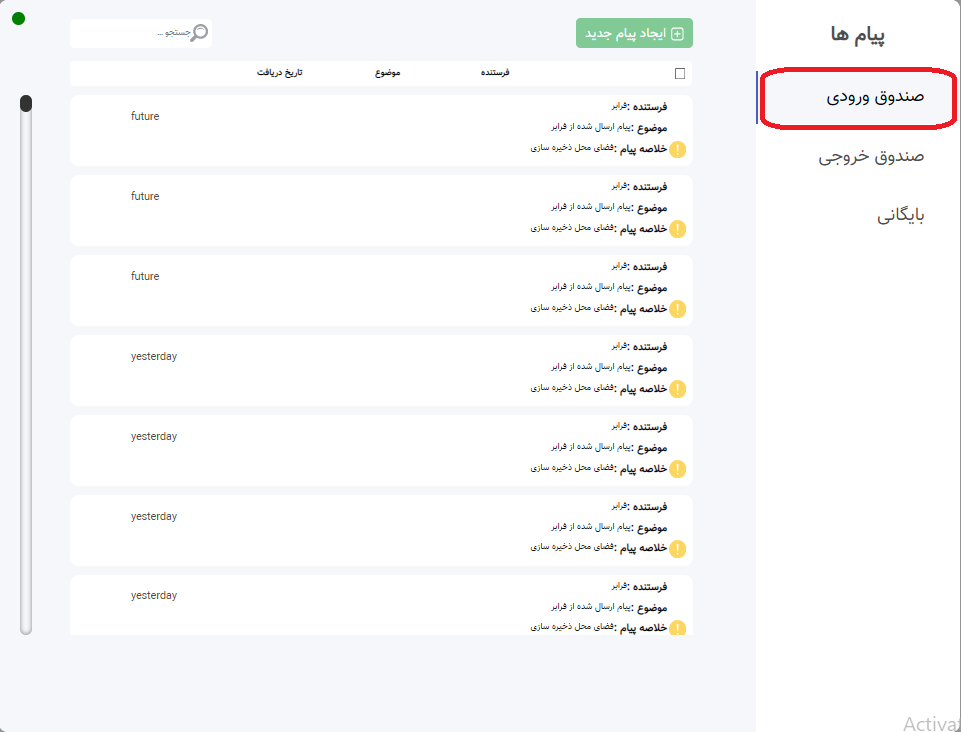 پیام ها
صندوق ورودی
صندوق خروجی
بایگانی
ایجاد پیام جدید
جستجو ...
فرستنده موضوع تاریخ دریافت
فرستنده :فرابر
موضوع :پیام ارسال شده از فرابر
خلاصه پیام :فضای محل ذخیره سازی
future
فرستنده :فرابر
موضوع :پیام ارسال شده از فرابر
خلاصه پیام :فضای محل ذخیره سازی
future
فرستنده :فرابر
موضوع :پیام ارسال شده از فرابر
خلاصه پیام :فضای محل ذخیره سازی
future
فرستنده :فرابر
موضوع :پیام ارسال شده از فرابر
خلاصه پیام :فضای محل ذخیره سازی
yesterday
فرستنده :فرابر
موضوع :پیام ارسال شده از فرابر
خلاصه پیام :فضای محل ذخیره سازی
yesterday
فرستنده :فرابر
موضوع :پیام ارسال شده از فرابر
خلاصه پیام :فضای محل ذخیره سازی
yesterday
فرستنده :فرابر
موضوع :پیام ارسال شده از فرابر
خلاصه پیام :فضای محل ذخیره سازی
yesterday